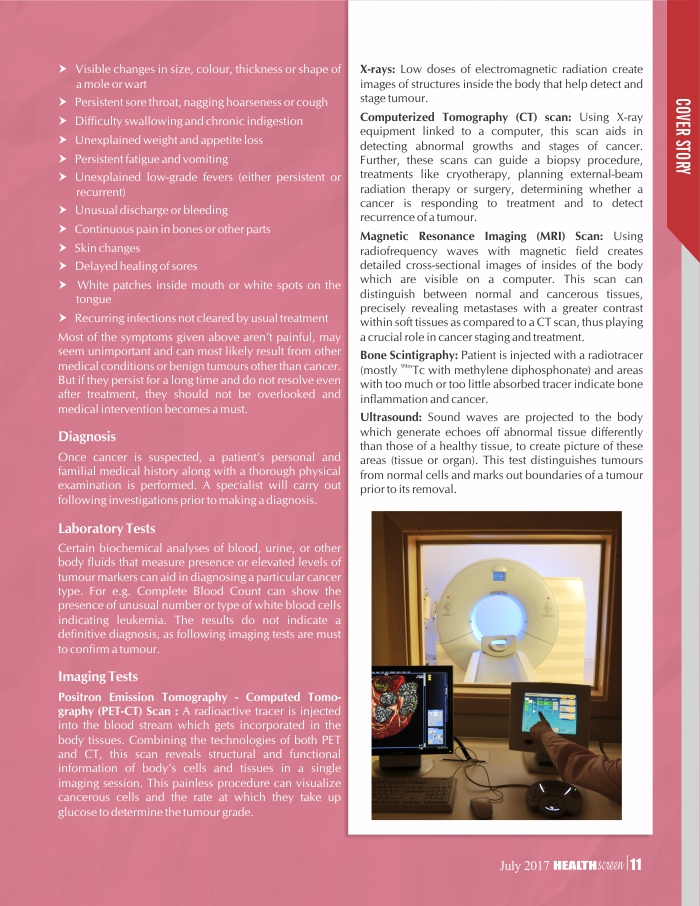 ➤ Visible changes in size, colour, thickness or shape of
a mole or wart
➤ Persistent sore throat, nagging hoarseness or cough
➤ Difficulty swallowing and chronic indigestion
➤ Unexplained weight and appetite loss
➤ Persistent fatigue and vomiting
➤ Unexplained low-grade fevers (either persistent or
recurrent)
➤ Unusual discharge or bleeding
➤ Continuous pain in bones or other parts
➤ Skin changes
➤ Delayed healing of sores
➤ White patches inside mouth or white spots on the
tongue
➤ Recurring infections not cleared by usual treatment
Most of the symptoms given above aren't painful, may
seem unimportant and can most likely result from other
medical conditions or benign tumours other than cancer.
But if they persist for a long time and do not resolve even
after treatment, they should not be overlooked and
medical intervention becomes a must.
Diagnosis
Once cancer is suspected, a patient's personal and
familial medical history along with a thorough physical
examination is performed. A specialist will carry out
following investigations prior to making a diagnosis.
Laboratory Tests
Certain biochemical analyses of blood, urine, or other
body fluids that measure presence or elevated levels of
tumour markers can aid in diagnosing a particular cancer
type. For e.g. Complete Blood Count can show the
presence of unusual number or type of white blood cells
indicating leukemia. The results do not indicate a
definitive diagnosis, as following imaging tests are must
to confirm a tumour.
Imaging Tests
Positron Emission Tomography - Computed Tomo-
graphy (PET-CT) Scan : A radioactive tracer is injected
into the blood stream which gets incorporated in the
body tissues. Combining the technologies of both PET
and CT, this scan reveals structural and functional
information of body's cells and tissues in a single
imaging session. This painless procedure can visualize
cancerous cells and the rate at which they take up
glucose to determine the tumour grade.
X-rays: Low doses of electromagnetic radiation create
images of structures inside the body that help detect and
stage tumour.
Computerized Tomography (CT) scan: Using X-ray
equipment linked to a computer, this scan aids in
detecting abnormal growths and stages of cancer.
Further, these scans can guide a biopsy procedure,
treatments like cryotherapy, planning external-beam
radiation therapy or surgery, determining whether a
cancer is responding to treatment and to detect
recurrence of a tumour.
Magnetic Resonance Imaging (MRI) Scan: Using
radiofrequency waves with magnetic field creates
detailed cross-sectional images of insides of the body
which are visible on a computer. This scan can
distinguish between normal and cancerous tissues,
precisely revealing metastases with a greater contrast
within soft tissues as compared to a CT scan, thus playing
a crucial role in cancer staging and treatment.
Bone Scintigraphy: Patient is injected with a radiotracer
(mostly ⁹⁹ᵐTc with methylene diphosphonate) and areas
with too much or too little absorbed tracer indicate bone
inflammation and cancer.
Ultrasound: Sound waves are projected to the body
which generate echoes off abnormal tissue differently
than those of a healthy tissue, to create picture of these
areas (tissue or organ). This test distinguishes tumours
from normal cells and marks out boundaries of a tumour
prior to its removal.
COVER STORY
July 2017 HEALTHscreen | 11